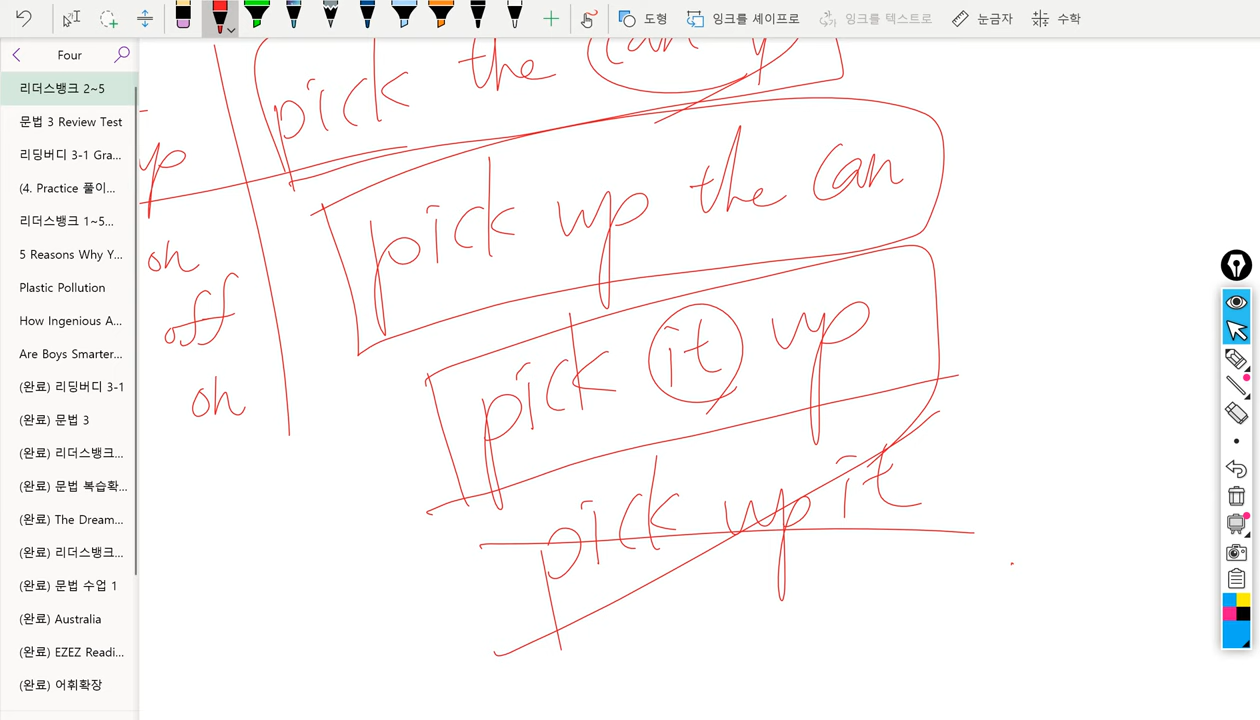 도형
잉크를 셰이프로
잉크를 텍스트로
눈금자
수학
Four
리더스뱅크 2~5
문법 3 Review Test
리딩버디 3-1 Gra...
(4. Practice 풀이...
리더스뱅크 1~5...
5 Reasons Why Y...
Plastic Pollution
How Ingenious A...
Are Boys Smarter...
(완료) 리딩버디 3-1
(완료) 문법 3
(완료) 리더스뱅크...
(완료) 문법 복습확...
(완료) The Dream...
(완료) 리더스뱅크...
(완료) 문법 수업 1
(완료) Australia
(완료) EZEZ Readi...
(완료) 어휘확장
up
on
off
on
pick the can
pick up the can
pick it up
pick up it